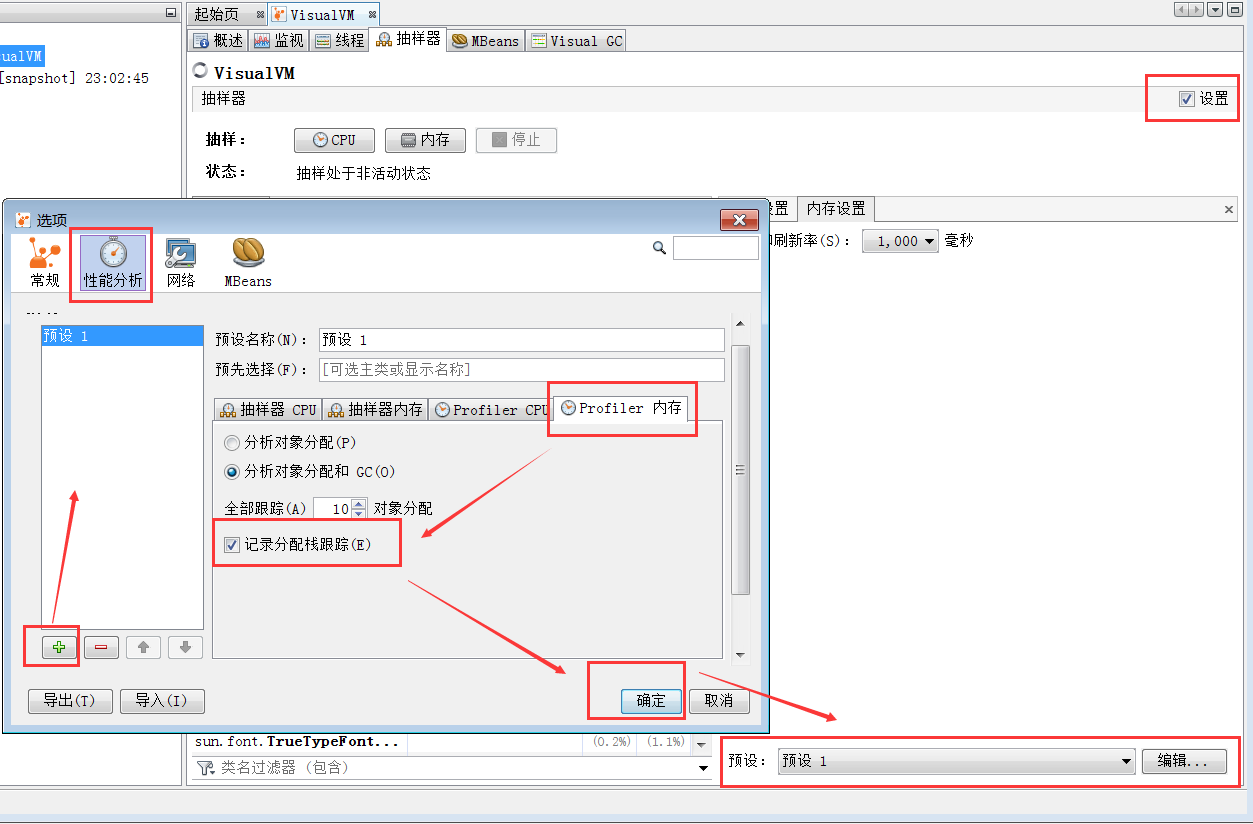 起始页 VisualVM
ualVM
[snapshot] 23:02:45
概述 监视 线程 抽样器 MBeans Visual GC
VisualVM
抽样器 设置
抽样： CPU 内存 停止
状态： 抽样处于非活动状态
置 内存设置
刷新率(S)： 1,000 毫秒
选项
常规 性能分析 网络 MBeans
预设 1
预设名称(N)： 预设 1
预先选择(F)： [可选主类或显示名称]
抽样器 CPU 抽样器内存 Profiler CPU Profiler 内存
分析对象分配(P)
分析对象分配和 GC(O)
全部跟踪(A) 10 对象分配
记录分配栈跟踪(E)
导出(T) 导入(I) 确定 取消
sun.font.TrueTypeFont... (0.2%) (1.1%)
类名过滤器 (包含)
预设： 预设 1 编辑...